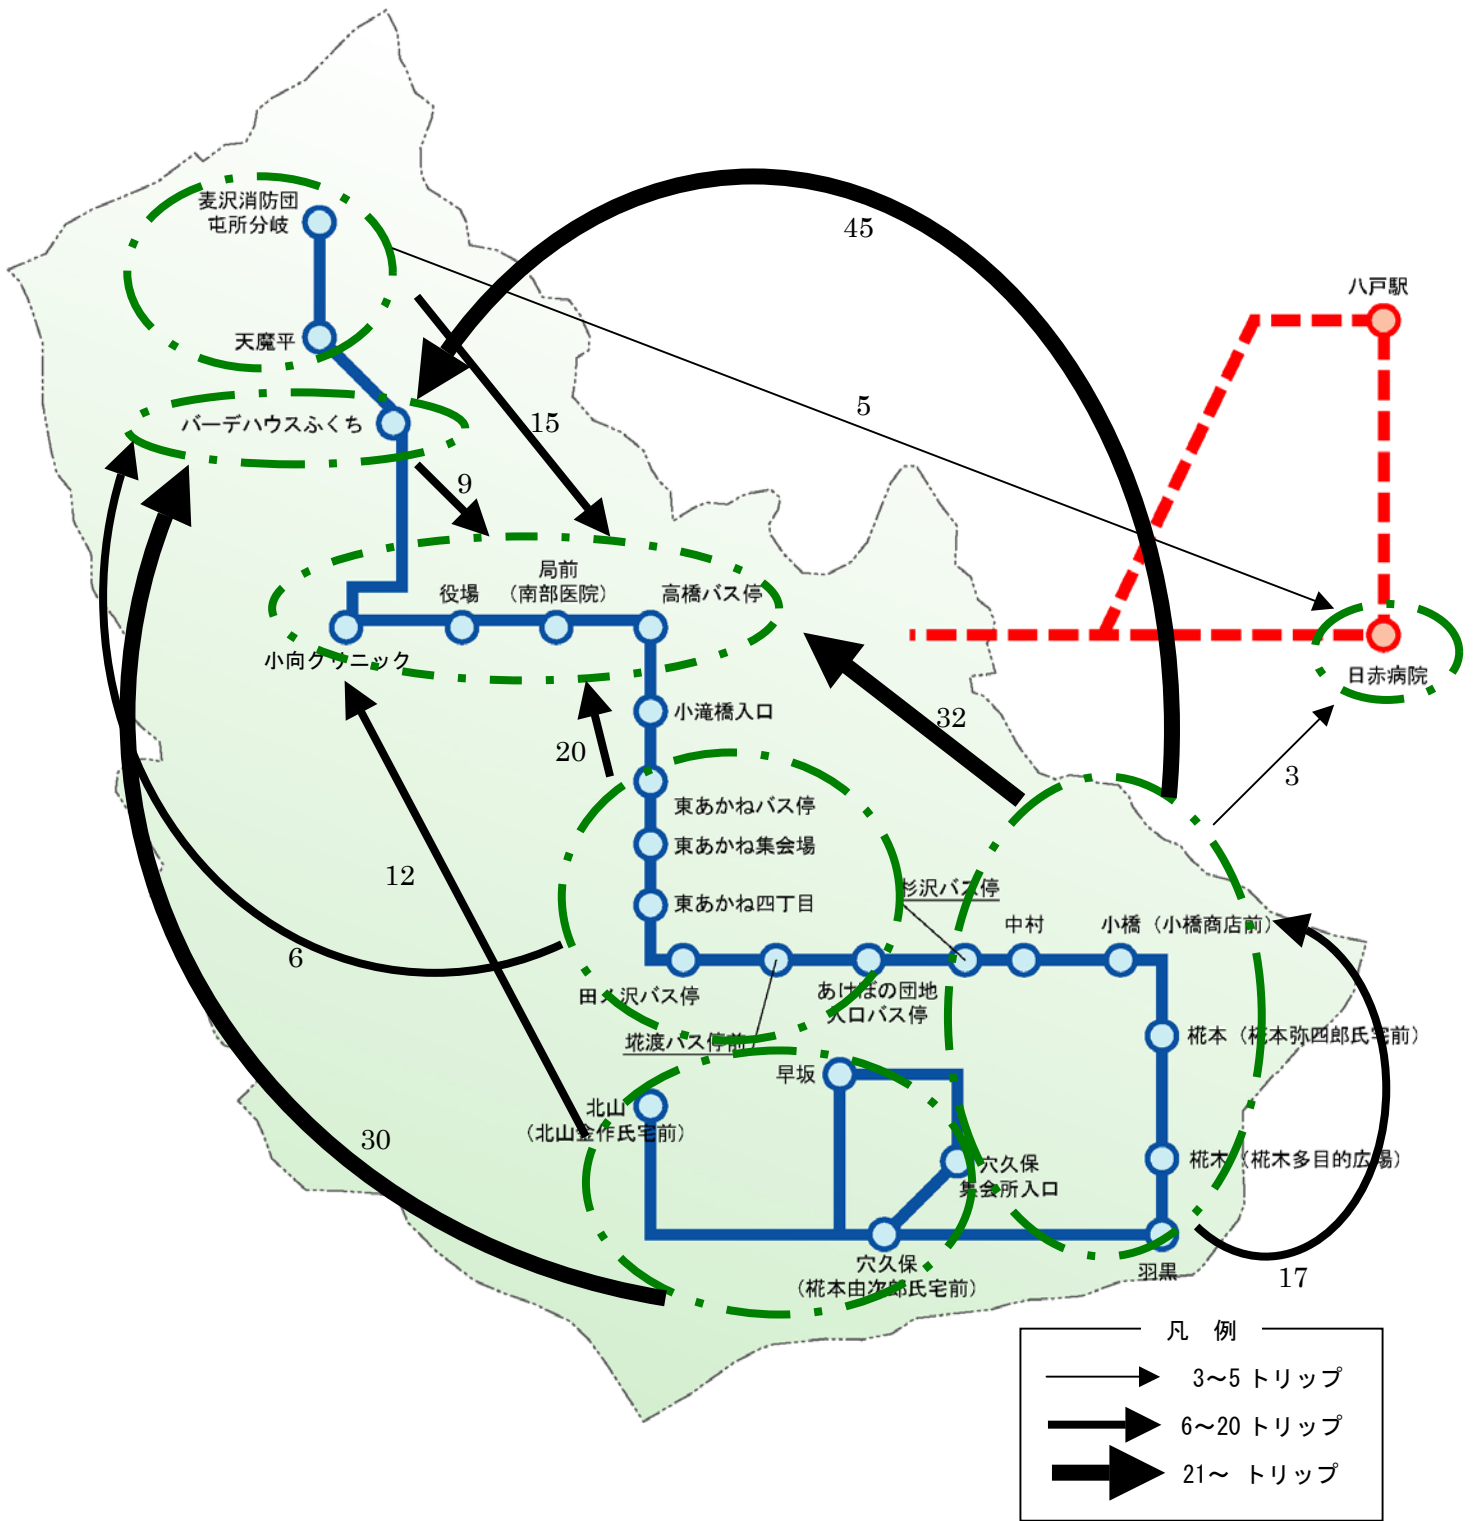 麦沢消防団
屯所分岐
45
八戸駅
天魔平
5
バーデハウスふくち
15
9
局前
役場
(南部医院)
高橋バス停
小向クリニック
日赤病院
小滝橋入口
32
20
3
東あかねバス停
東あかね集会場
12
杉沢バス停
東あかね四丁目
中村
小橋(小橋商店前)
6
田ノ沢バス停
あけぼの団地
入口バス停
埖渡バス停前)
椛本(椛本弥四郎氏宅前)
早坂
北山
(北山金作氏宅前)
30
穴久保
集会所入口
椛木(椛木多目的広場)
穴久保
(椛本由次郎氏宅前)
羽黒
17
凡 例
3～5 トリップ
6～20 トリップ
21～ トリップ